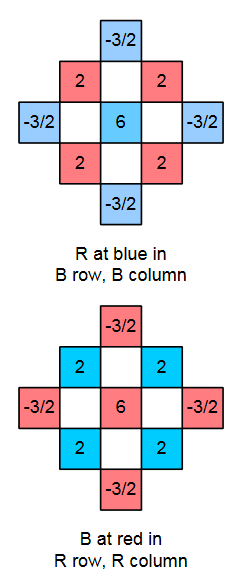 -3/2
2 2
-3/2 6 -3/2
2 2
-3/2
R at blue in
B row, B column
-3/2
2 2
-3/2 6 -3/2
2 2
-3/2
B at red in
R row, R column